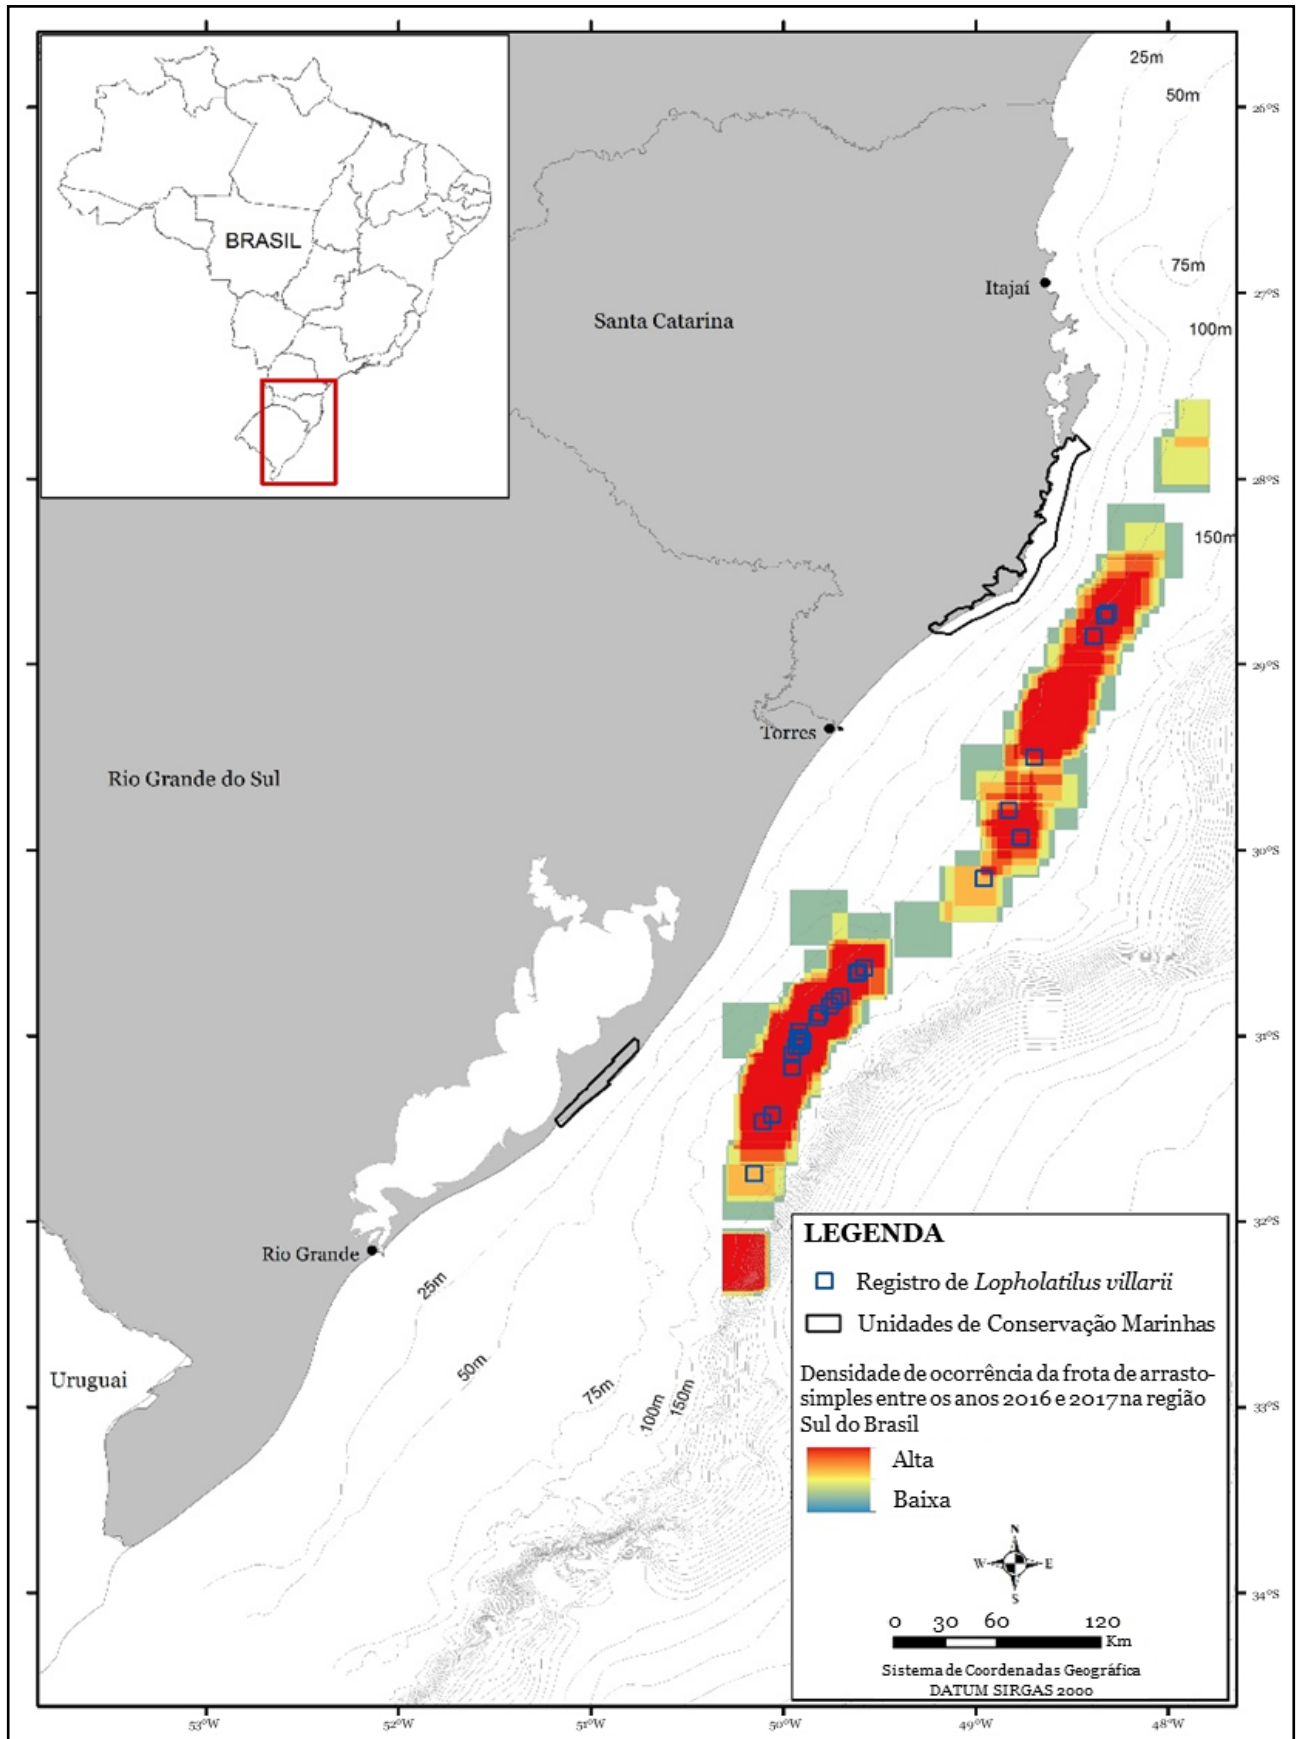 BRASIL
25m
50m
26°S
75m
Itajaí
27°S
Santa Catarina
100m
28°S
150m
29°S
Torres
Rio Grande do Sul
30°S
31°S
32°S
Rio Grande
25m
50m
75m
100m
150m
Uruguai
33°S
34°S
LEGENDA
Registro de Lopholatilus villarii
Unidades de Conservação Marinhas
Densidade de ocorrência da frota de arrasto-
simples entre os anos 2016 e 2017 na região
Sul do Brasil
Alta
Baixa
N
W
E
S
0 30 60 120
Km
Sistema de Coordenadas Geográfica
DATUM SIRGAS 2000
53°W 52°W 51°W 50°W 49°W 48°W